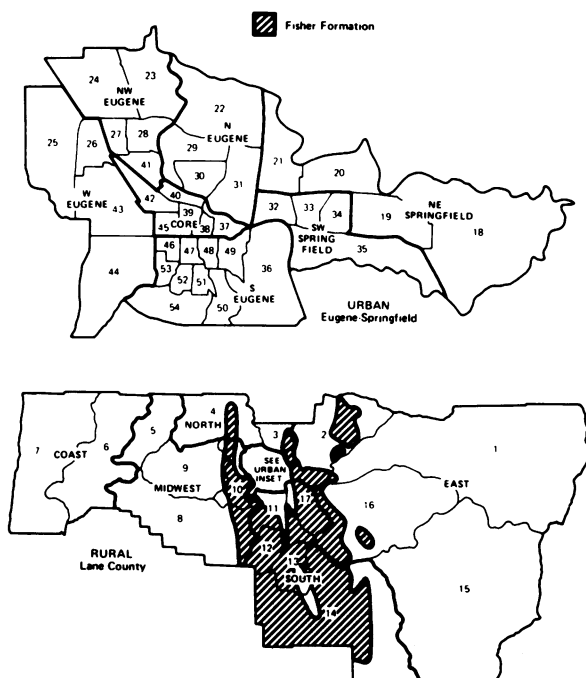 Fisher Formation
24
23
NW
EUGENE
22
N
EUGENE
25
26
27
28
29
21
20
41
30
31
W
EUGENE
43
42
40
39
CORE
38
37
45
32
33
34
SW
SPRING
FIELD
19
NE
SPRINGFIELD
18
35
46
47
48
49
36
44
53
52
51
S
EUGENE
54
50
URBAN
Eugene-Springfield
7
COAST
6
5
4
NORTH
3
2
1
9
MIDWEST
SEE
URBAN
INSET
EAST
10
17
16
8
11
12
13
SOUTH
14
15
RURAL
Lane County